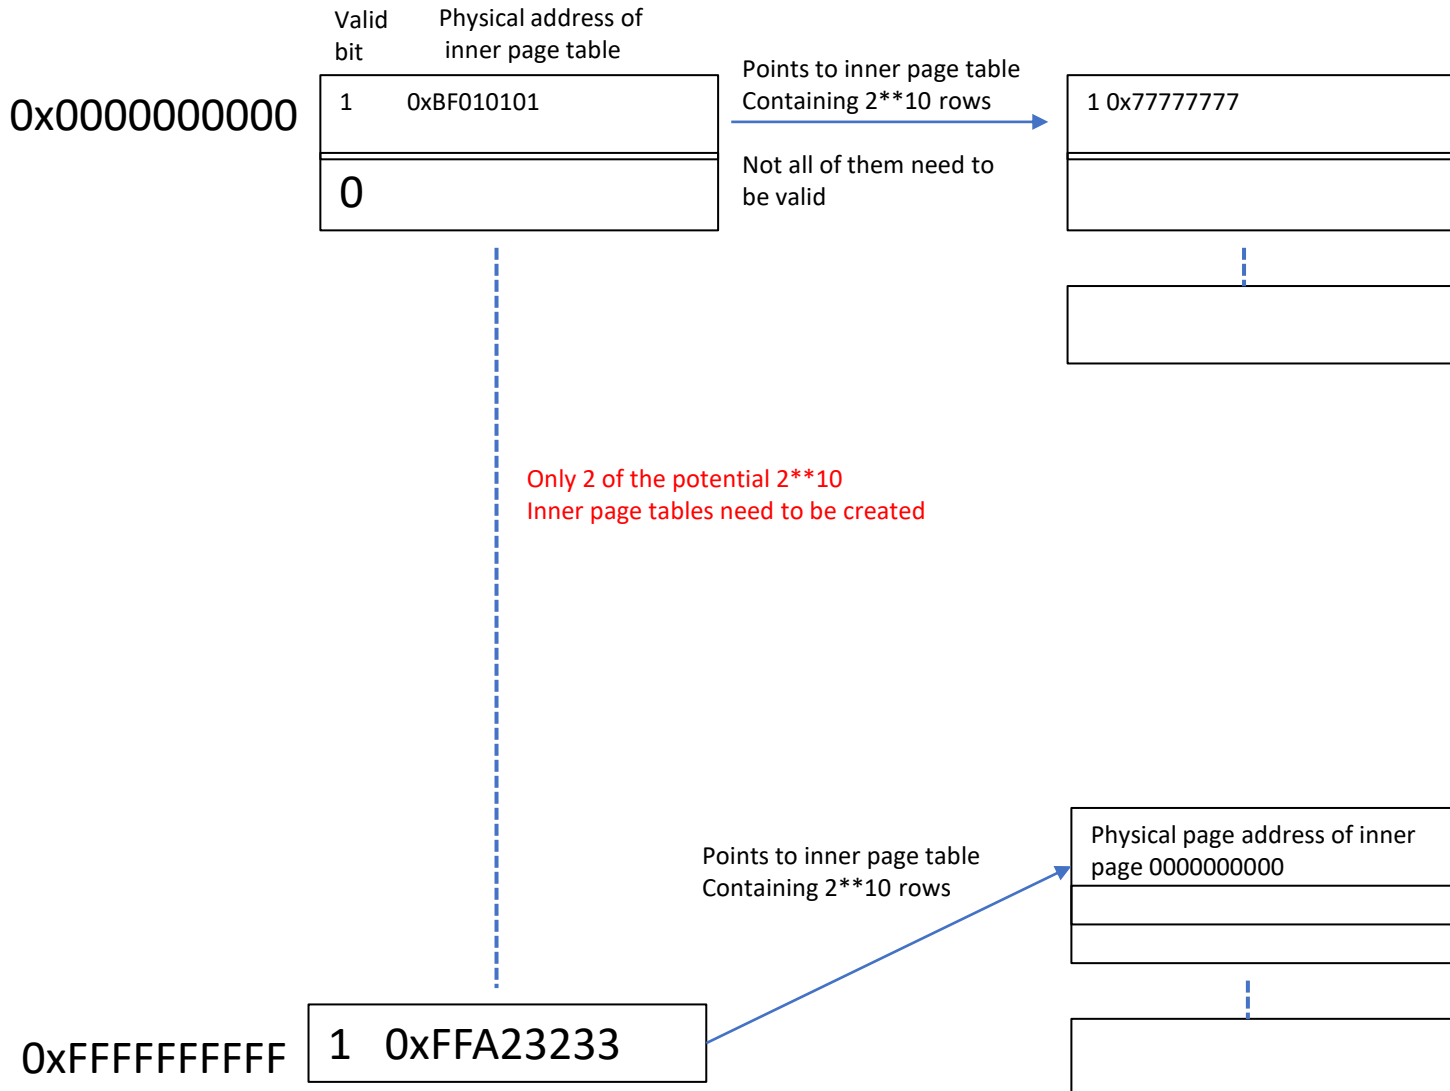 Valid
bit
Physical address of
inner page table
0x0000000000
1 0xBF010101
Points to inner page table
Containing 2**10 rows
1 0x77777777
0
Not all of them need to
be valid
Only 2 of the potential 2**10
Inner page tables need to be created
Points to inner page table
Containing 2**10 rows
Physical page address of inner
page 0000000000
0xFFFFFFFFFF
1 0xFFA23233